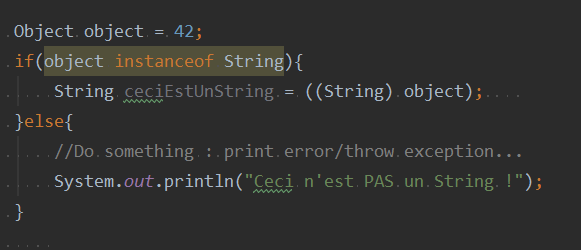 Object object = 42;
if(object instanceof String){
String ceciEstUnString = ((String) object);
}else{
//Do something : print error/throw exception...
System.out.println("Ceci n'est PAS un String !");
}